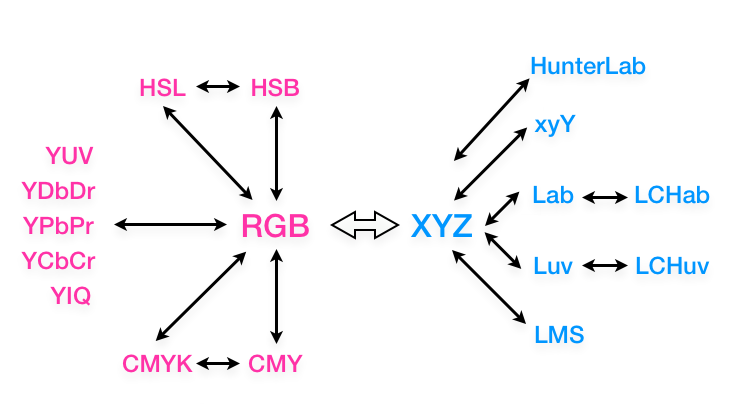 HunterLab
HSL
HSB
xyY
YUV
YDbDr
Lab
LCHab
YPbPr
RGB
XYZ
YCbCr
Luv
LCHuv
YIQ
LMS
CMYK
CMY